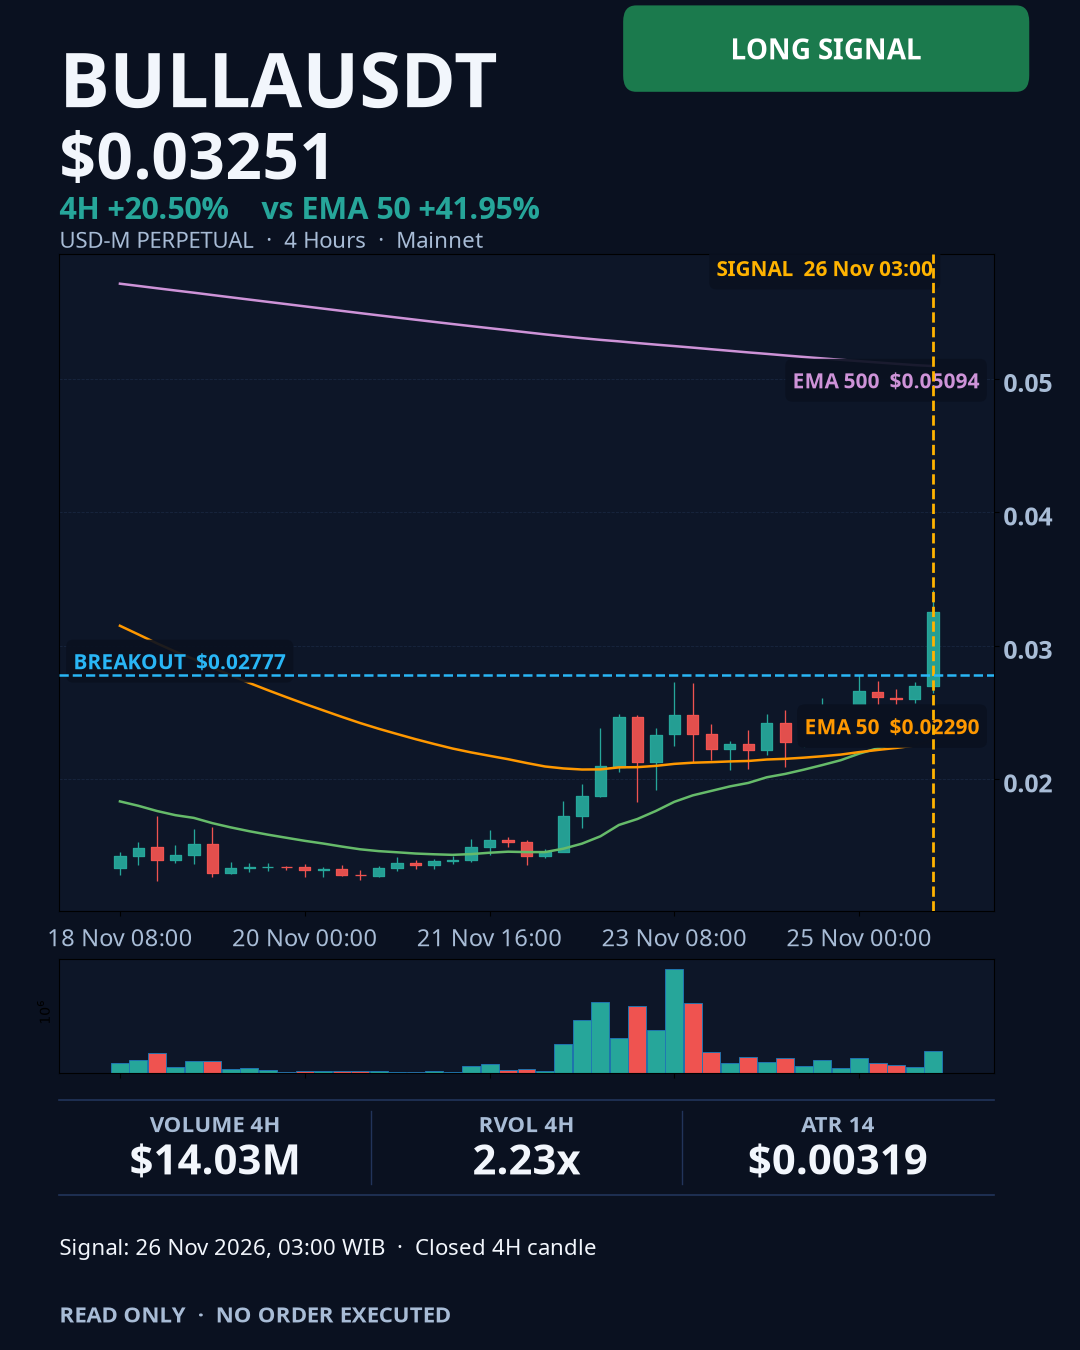 LONG SIGNAL
BULLAUSDT
$0.03251
4H +20.50% vs EMA 50 +41.95%
USD-M PERPETUAL · 4 Hours · Mainnet
SIGNAL 26 Nov 03:00
EMA 500 $0.05094
0.05
0.04
0.03
BREAKOUT $0.02777
EMA 50 $0.02290
0.02
18 Nov 08:00 20 Nov 00:00 21 Nov 16:00 23 Nov 08:00 25 Nov 00:00
10⁶
VOLUME 4H RVOL 4H ATR 14
$14.03M 2.23x $0.00319
Signal: 26 Nov 2026, 03:00 WIB · Closed 4H candle
READ ONLY · NO ORDER EXECUTED